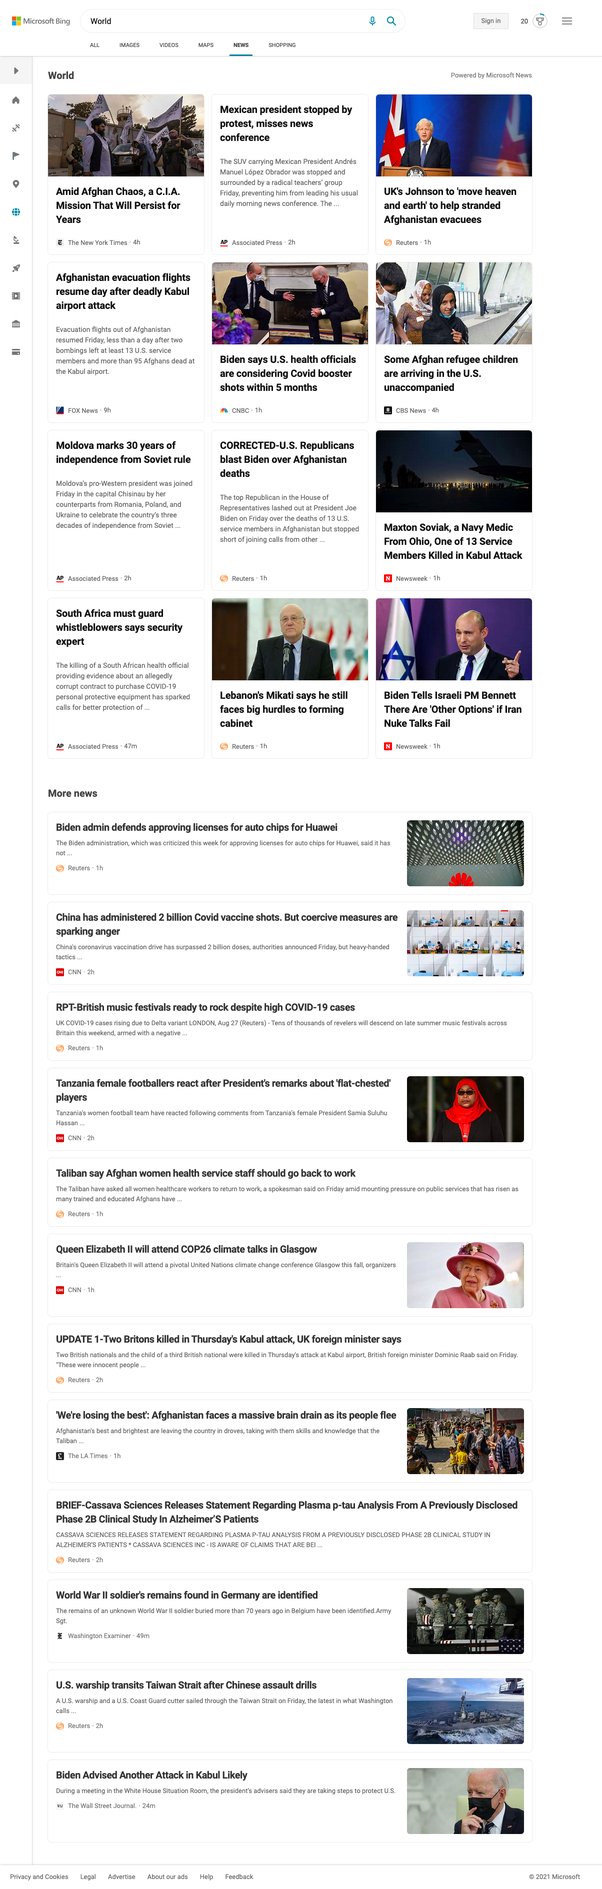 Microsoft Bing
World
Sign in
20
ALL
IMAGES
VIDEOS
MAPS
NEWS
SHOPPING
World
Powered by Microsoft News
Amid Afghan Chaos, a C.I.A.
Mission That Will Persist for
Years
The New York Times · 4h
Mexican president stopped by
protest, misses news
conference
The SUV carrying Mexican President Andrés
Manuel López Obrador was stopped and
surrounded by a radical teachers' group
Friday, preventing him from leading his usual
daily morning news conference. The ...
AP Associated Press · 2h
UK's Johnson to 'move heaven
and earth' to help stranded
Afghanistan evacuees
Reuters · 1h
Afghanistan evacuation flights
resume day after deadly Kabul
airport attack
Evacuation flights out of Afghanistan
resumed Friday, less than a day after two
bombings left at least 13 U.S. service
members and more than 95 Afghans dead at
the Kabul airport.
FOX News · 9h
Biden says U.S. health officials
are considering Covid booster
shots within 5 months
CNBC · 1h
Some Afghan refugee children
are arriving in the U.S.
unaccompanied
CBS News · 4h
Moldova marks 30 years of
independence from Soviet rule
Moldova's pro-Western president was joined
Friday in the capital Chisinau by her
counterparts from Romania, Poland, and
Ukraine to celebrate the country's three
decades of independence from Soviet ...
AP Associated Press · 2h
CORRECTED-U.S. Republicans
blast Biden over Afghanistan
deaths
The top Republican in the House of
Representatives lashed out at President Joe
Biden on Friday over the deaths of 13 U.S.
service members in Afghanistan but stopped
short of joining calls from other ...
Reuters · 1h
Maxton Soviak, a Navy Medic
From Ohio, One of 13 Service
Members Killed in Kabul Attack
N Newsweek · 1h
South Africa must guard
whistleblowers says security
expert
The killing of a South African health official
providing evidence about an allegedly
corrupt contract to purchase COVID-19
personal protective equipment has sparked
calls for better protection of ...
AP Associated Press · 47m
Lebanon's Mikati says he still
faces big hurdles to forming
cabinet
Reuters · 1h
Biden Tells Israeli PM Bennett
There Are 'Other Options' if Iran
Nuke Talks Fail
N Newsweek · 1h
More news
Biden admin defends approving licenses for auto chips for Huawei
The Biden administration, which was criticized this week for approving licenses for auto chips for Huawei, said it has
not ...
Reuters · 1h
China has administered 2 billion Covid vaccine shots. But coercive measures are
sparking anger
China's coronavirus vaccination drive has surpassed 2 billion doses, authorities announced Friday, but heavy-handed
tactics ...
CNN CNN · 2h
RPT-British music festivals ready to rock despite high COVID-19 cases
UK COVID-19 cases rising due to Delta variant LONDON, Aug 27 (Reuters) - Tens of thousands of revelers will descend on late summer music festivals across
Britain this weekend, armed with a negative ...
Reuters · 1h
Tanzania female footballers react after President's remarks about 'flat-chested'
players
Tanzania's women football team have reacted following comments from Tanzania's female President Samia Suluhu
Hassan ...
CNN CNN · 2h
Taliban say Afghan women health service staff should go back to work
The Taliban have asked all women healthcare workers to return to work, a spokesman said on Friday amid mounting pressure on public services that has risen as
many trained and educated Afghans have ...
Reuters · 1h
Queen Elizabeth II will attend COP26 climate talks in Glasgow
Britain's Queen Elizabeth II will attend a pivotal United Nations climate change conference Glasgow this fall, organizers
...
CNN CNN · 1h
UPDATE 1-Two Britons killed in Thursday's Kabul attack, UK foreign minister says
Two British nationals and the child of a third British national were killed in Thursday's attack at Kabul airport, British foreign minister Dominic Raab said on Friday.
"These were innocent people ...
Reuters · 2h
'We're losing the best': Afghanistan faces a massive brain drain as its people flee
Afghanistan's best and brightest are leaving the country in droves, taking with them skills and knowledge that the
Taliban ...
The LA Times · 1h
BRIEF-Cassava Sciences Releases Statement Regarding Plasma p-tau Analysis From A Previously Disclosed
Phase 2B Clinical Study In Alzheimer'S Patients
CASSAVA SCIENCES RELEASES STATEMENT REGARDING PLASMA P-TAU ANALYSIS FROM A PREVIOUSLY DISCLOSED PHASE 2B CLINICAL STUDY IN
ALZHEIMER'S PATIENTS * CASSAVA SCIENCES INC - IS AWARE OF CLAIMS THAT ARE BEI ...
Reuters · 2h
World War II soldier's remains found in Germany are identified
The remains of an unknown World War II soldier buried more than 70 years ago in Belgium have been identified.Army
Sgt.
Washington Examiner · 49m
U.S. warship transits Taiwan Strait after Chinese assault drills
A U.S. warship and a U.S. Coast Guard cutter sailed through the Taiwan Strait on Friday, the latest in what Washington
calls ...
Reuters · 2h
Biden Advised Another Attack in Kabul Likely
During a meeting in the White House Situation Room, the president's advisers said they are taking steps to protect U.S.
WSJ The Wall Street Journal. · 24m
Privacy and Cookies
Legal
Advertise
About our ads
Help
Feedback
© 2021 Microsoft